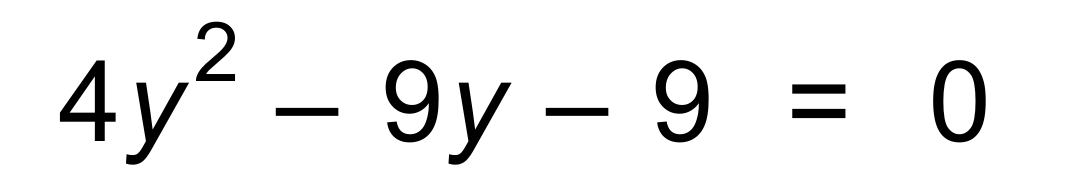 4y² − 9y − 9 = 0